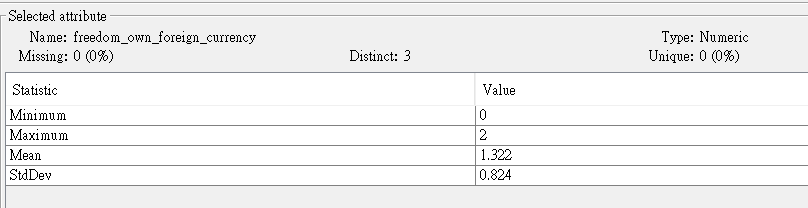 Selected attribute
Name: freedom_own_foreign_currency Type: Numeric
Missing: 0 (0%) Distinct: 3 Unique: 0 (0%)
Statistic Value
Minimum 0
Maximum 2
Mean 1.322
StdDev 0.824